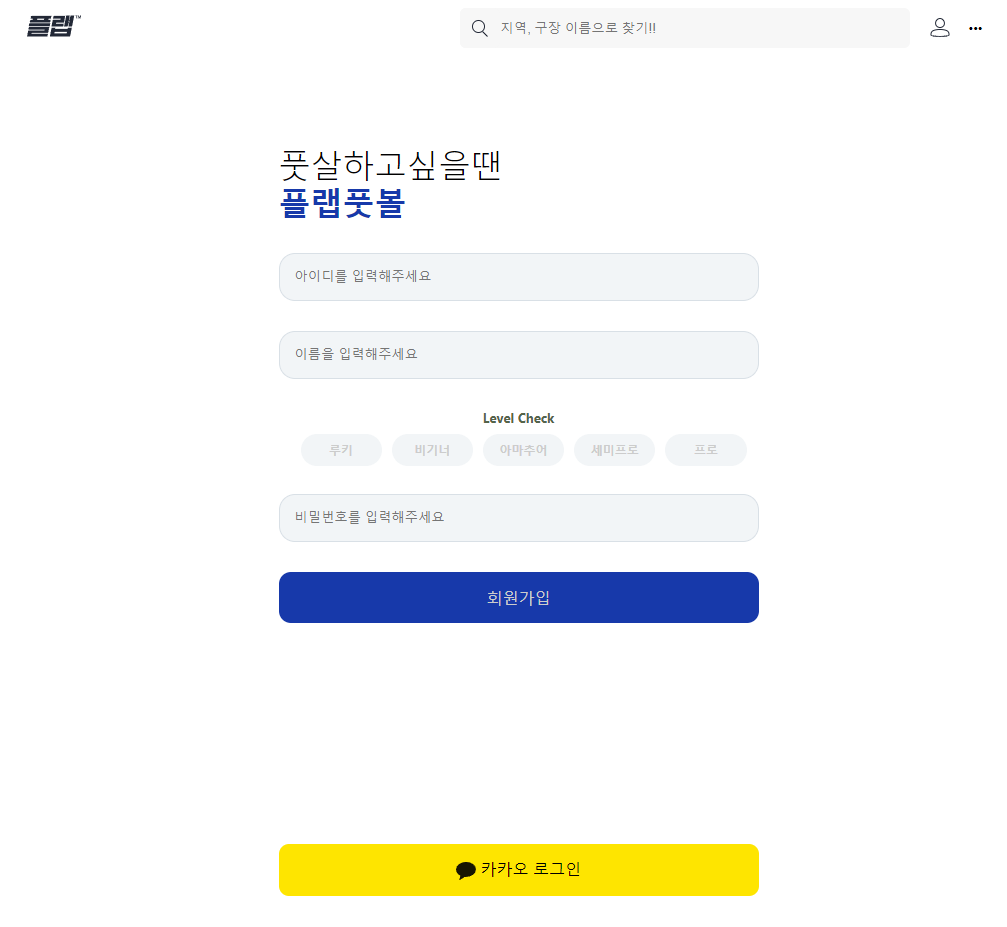 플랩™
지역, 구장 이름으로 찾기!!
풋살하고싶을땐
플랩풋볼
아이디를 입력해주세요
이름을 입력해주세요
Level Check
루키 비기너 아마추어 세미프로 프로
비밀번호를 입력해주세요
회원가입
카카오 로그인